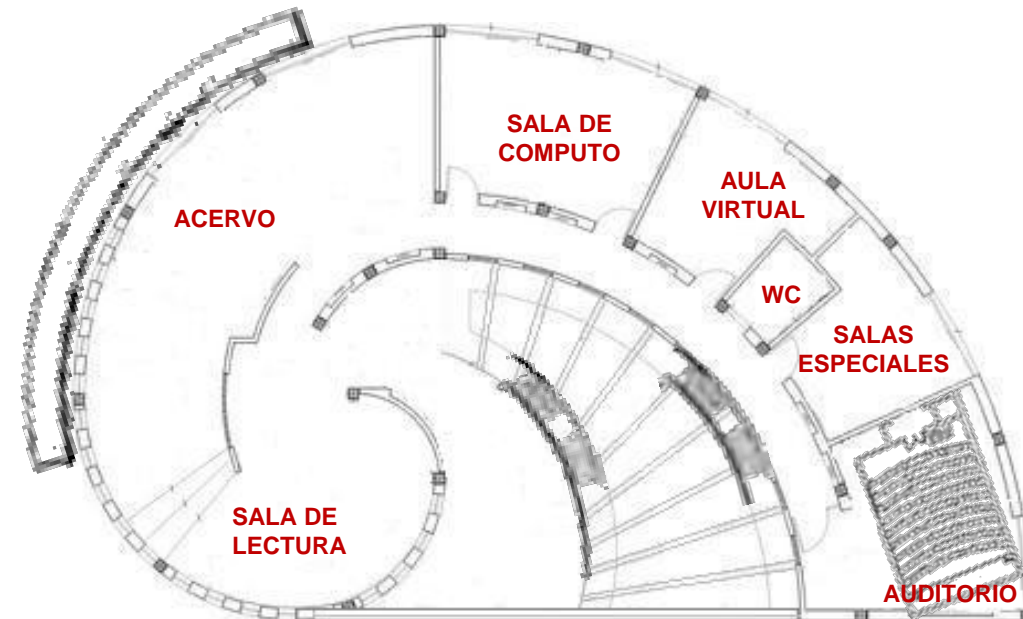 SALA DE
COMPUTO
AULA
VIRTUAL
ACERVO
WC
SALAS
ESPECIALES
SALA DE
LECTURA
AUDITORIO